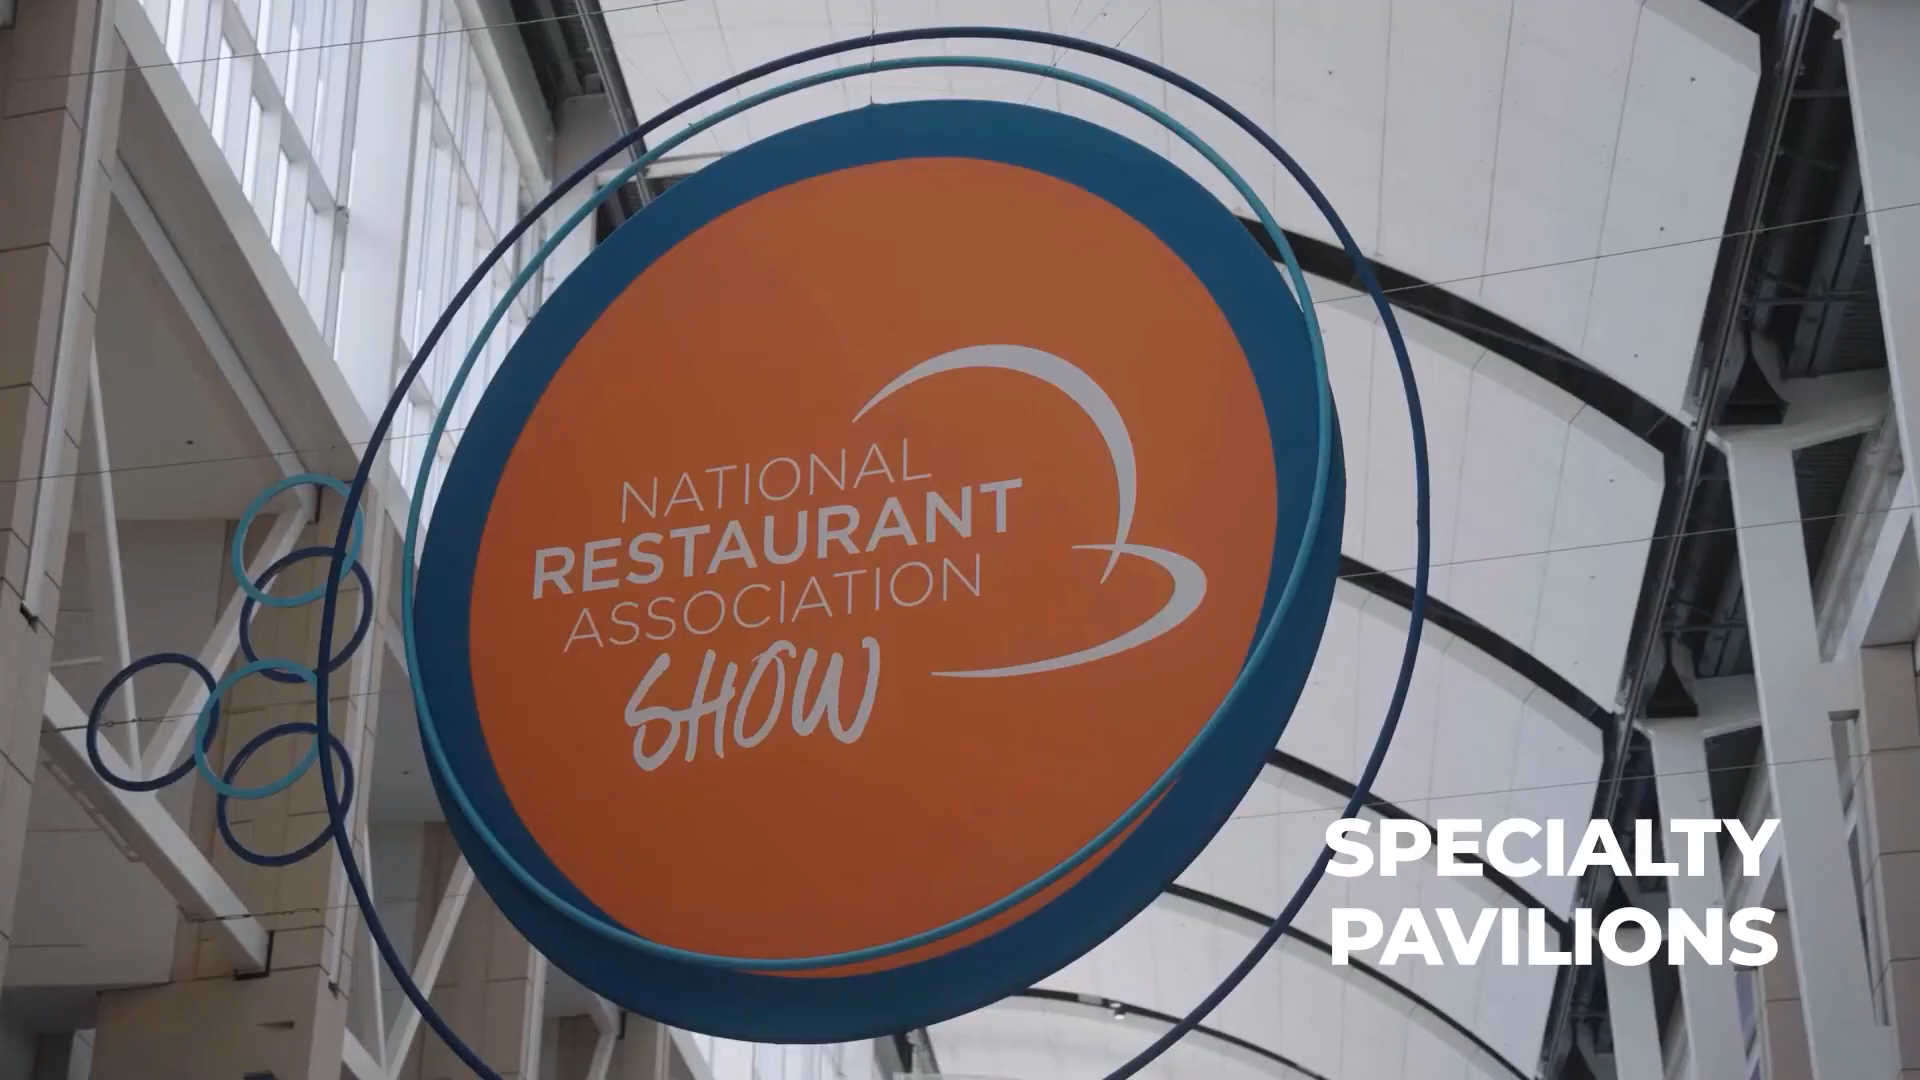 NATIONAL
RESTAURANT
ASSOCIATION
SHOW
SPECIALTY
PAVILIONS